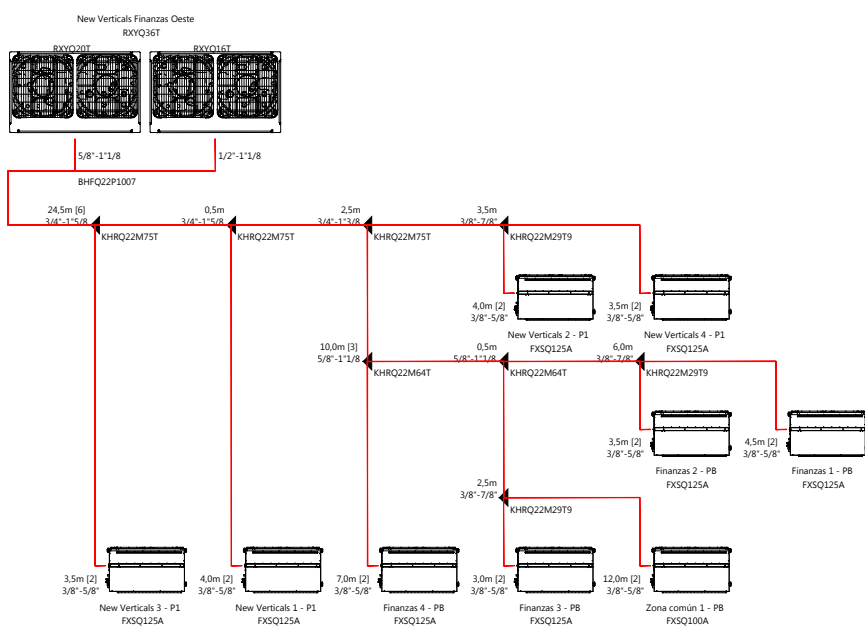 New Verticals Finanzas Oeste
RXYQ36T
RXYQ20T
RXYQ16T
5/8"-1"1/8
1/2"-1"1/8
BHFQ22P1007
24,5m [6]
3/4"-1"5/8
KHRQ22M75T
0,5m
3/4"-1"5/8
KHRQ22M75T
2,5m
3/4"-1"3/8
KHRQ22M75T
3,5m
3/8"-7/8"
KHRQ22M29T9
4,0m [2]
3/8"-5/8"
New Verticals 2 - P1
FXSQ125A
3,5m [2]
3/8"-5/8"
New Verticals 4 - P1
FXSQ125A
10,0m [3]
5/8"-1"1/8
KHRQ22M64T
0,5m
5/8"-1"1/8
KHRQ22M64T
6,0m
3/8"-7/8"
KHRQ22M29T9
3,5m [2]
3/8"-5/8"
Finanzas 2 - PB
FXSQ125A
4,5m [2]
3/8"-5/8"
Finanzas 1 - PB
FXSQ125A
2,5m
3/8"-7/8"
KHRQ22M29T9
3,5m [2]
3/8"-5/8"
New Verticals 3 - P1
FXSQ125A
4,0m [2]
3/8"-5/8"
New Verticals 1 - P1
FXSQ125A
7,0m [2]
3/8"-5/8"
Finanzas 4 - PB
FXSQ125A
3,0m [2]
3/8"-5/8"
Finanzas 3 - PB
FXSQ125A
12,0m [2]
3/8"-5/8"
Zona común 1 - PB
FXSQ100A